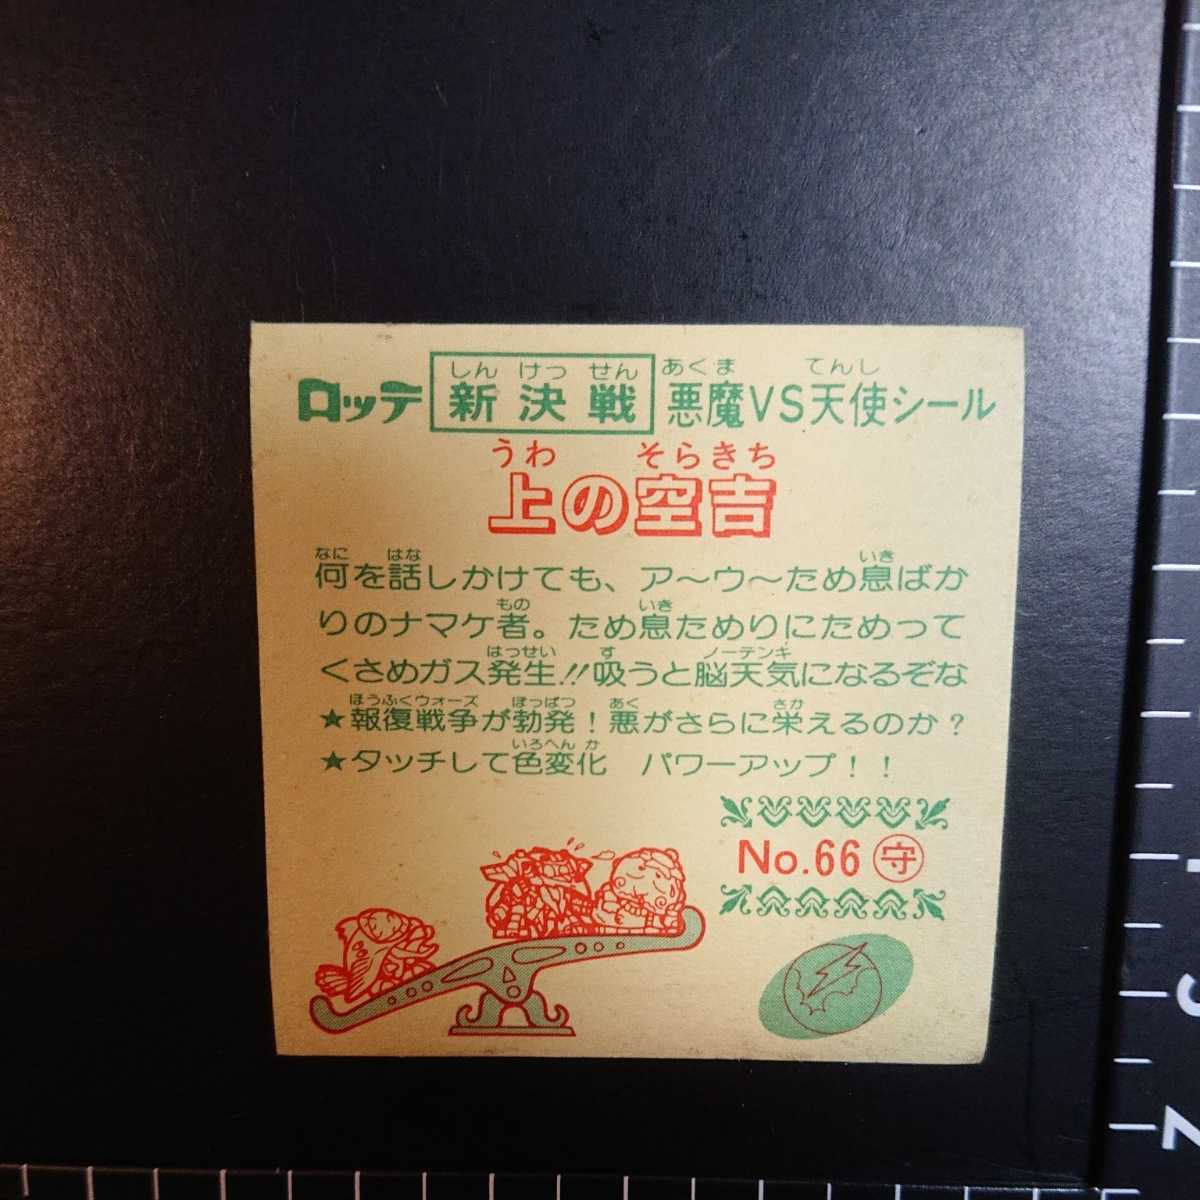 しん けっ せん あくま てんし
ロッテ 新決戦 悪魔VS天使シール
うわ そらきち
上の空吉
なに はな いき
何を話しかけても、ア〜ウ〜ため息ばか
もの いき
りのナマケ者。ため息ためりにためって
はっせい す ノーテンキ
くさめガス発生!!吸うと脳天気になるぞな
ほうふくウォーズ ぼっぱつ あく さか
★報復戦争が勃発！悪がさらに栄えるのか？
いろへん か
★タッチして色変化 パワーアップ！！
No.66 守